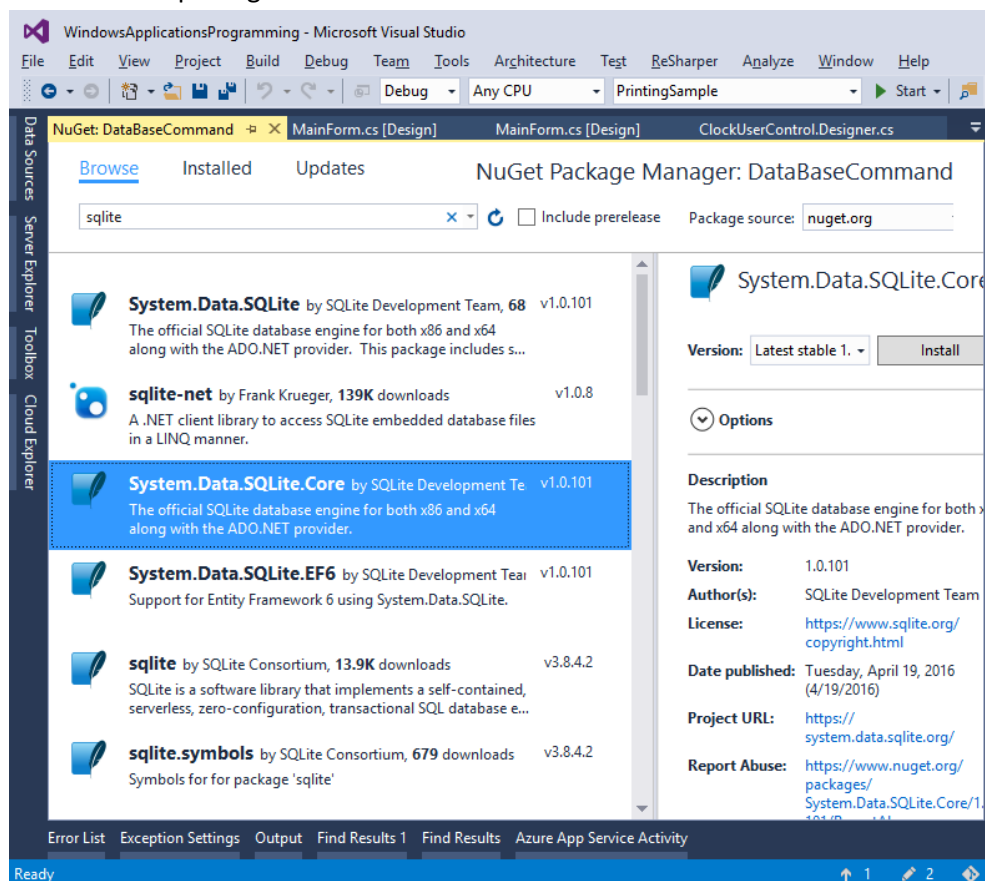 WindowsApplicationsProgramming - Microsoft Visual Studio
File Edit View Project Build Debug Team Tools Architecture Test ReSharper Analyze Window Help
Debug Any CPU PrintingSample Start
NuGet: DataBaseCommand MainForm.cs [Design] MainForm.cs [Design] ClockUserControl.Designer.cs
Data Sources
Server Explorer
Toolbox
Cloud Explorer
Browse Installed Updates NuGet Package Manager: DataBaseCommand
sqlite Include prerelease Package source: nuget.org
System.Data.SQLite by SQLite Development Team, 68 v1.0.101
The official SQLite database engine for both x86 and x64
along with the ADO.NET provider. This package includes s...
sqlite-net by Frank Krueger, 139K downloads v1.0.8
A .NET client library to access SQLite embedded database files
in a LINQ manner.
System.Data.SQLite.Core by SQLite Development Te v1.0.101
The official SQLite database engine for both x86 and x64
along with the ADO.NET provider.
System.Data.SQLite.EF6 by SQLite Development Tear v1.0.101
Support for Entity Framework 6 using System.Data.SQLite.
sqlite by SQLite Consortium, 13.9K downloads v3.8.4.2
SQLite is a software library that implements a self-contained,
serverless, zero-configuration, transactional SQL database e...
sqlite.symbols by SQLite Consortium, 679 downloads v3.8.4.2
Symbols for for package 'sqlite'
System.Data.SQLite.Core
Version: Latest stable 1. Install
Options
Description
The official SQLite database engine for both x
and x64 along with the ADO.NET provider.
Version: 1.0.101
Author(s): SQLite Development Team
License: https://www.sqlite.org/
copyright.html
Date published: Tuesday, April 19, 2016
(4/19/2016)
Project URL: https://
system.data.sqlite.org/
Report Abuse: https://www.nuget.org/
packages/
System.Data.SQLite.Core/1.
Error List Exception Settings Output Find Results 1 Find Results Azure App Service Activity
Ready 1 2